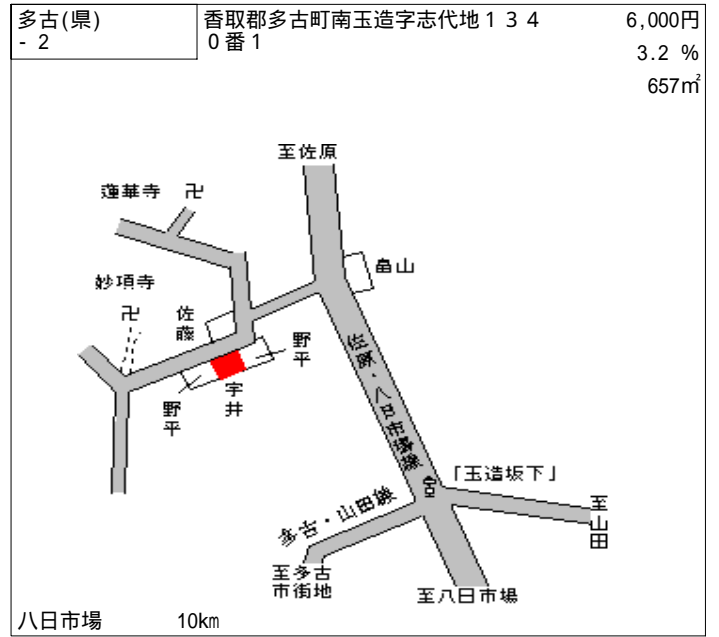 多古(県)
- 2
香取郡多古町南玉造字志代地１３４
０番１
6,000円
3.2 %
657㎡
至佐原
蓮華寺 卍
畠山
妙項寺
卍
佐藤
野平
佐原・八日市場線
野平
宇井
「玉造坂下」
多古・山田線
至山田
至多古
市街地
至八日市場
八日市場 10km